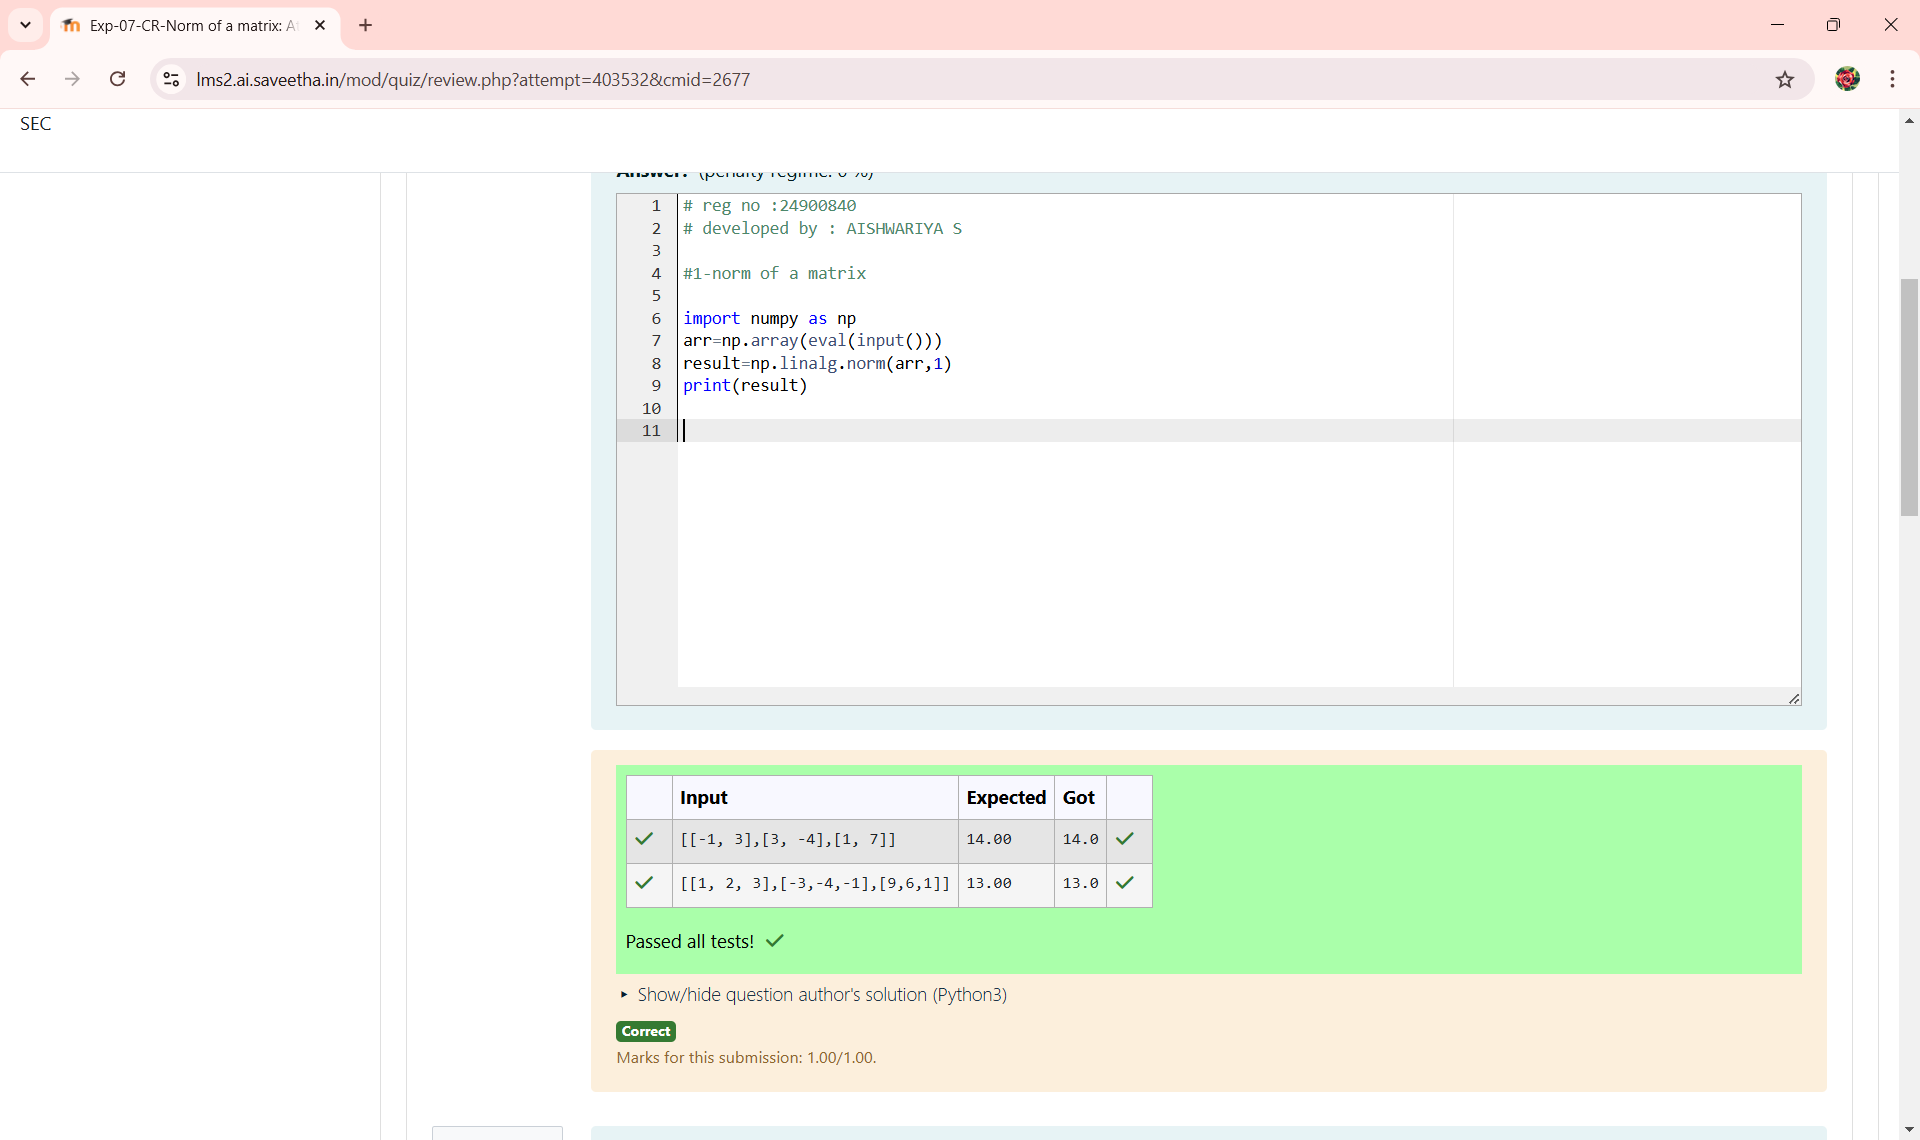 Exp-07-CR-Norm of a matrix: At
lms2.ai.saveetha.in/mod/quiz/review.php?attempt=403532&cmid=2677
SEC
Answer: (penalty regime: 0 %)
1 # reg no :24900840
2 # developed by : AISHWARIYA S
3
4 #1-norm of a matrix
5
6 import numpy as np
7 arr=np.array(eval(input()))
8 result=np.linalg.norm(arr,1)
9 print(result)
10
11
Input Expected Got
[[-1, 3],[3, -4],[1, 7]] 14.00 14.0
[[1, 2, 3],[-3,-4,-1],[9,6,1]] 13.00 13.0
Passed all tests!
Show/hide question author's solution (Python3)
Correct
Marks for this submission: 1.00/1.00.